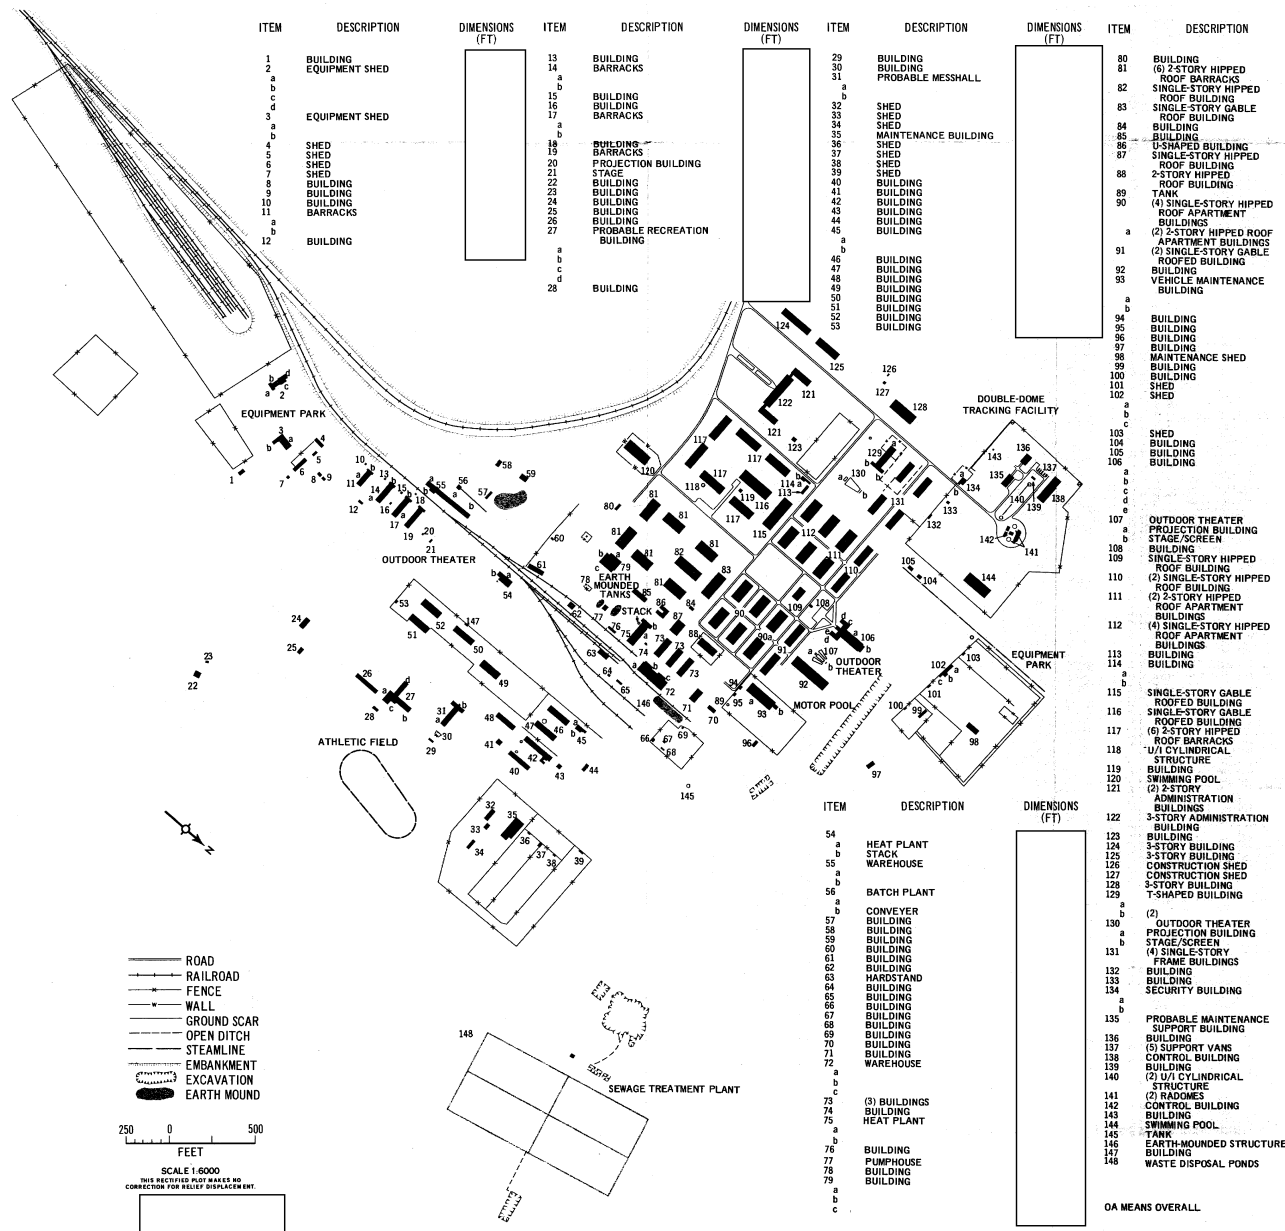 ITEM DESCRIPTION DIMENSIONS (FT)
1 BUILDING
2 EQUIPMENT SHED
a
b
c
d
3 EQUIPMENT SHED
a
b
4 SHED
5 SHED
6 SHED
7 SHED
8 BUILDING
9 BUILDING
10 BUILDING
11 BARRACKS
a
b
12 BUILDING
ITEM DESCRIPTION DIMENSIONS (FT)
13 BUILDING
14 BARRACKS
a
b
15 BUILDING
16 BUILDING
17 BARRACKS
a
b
18 BUILDING
19 BARRACKS
20 PROJECTION BUILDING
21 STAGE
22 BUILDING
23 BUILDING
24 BUILDING
25 BUILDING
26 BUILDING
27 PROBABLE RECREATION
BUILDING
a
b
c
d
28 BUILDING
ITEM DESCRIPTION DIMENSIONS (FT)
29 BUILDING
30 BUILDING
31 PROBABLE MESSHALL
a
b
32 SHED
33 SHED
34 SHED
35 MAINTENANCE BUILDING
36 SHED
37 SHED
38 SHED
39 SHED
40 BUILDING
41 BUILDING
42 BUILDING
43 BUILDING
44 BUILDING
45 BUILDING
a
b
46 BUILDING
47 BUILDING
48 BUILDING
49 BUILDING
50 BUILDING
51 BUILDING
52 BUILDING
53 BUILDING
ITEM DESCRIPTION
80 BUILDING
81 (6) 2-STORY HIPPED
ROOF BARRACKS
82 SINGLE-STORY HIPPED
ROOF BUILDING
83 SINGLE-STORY GABLE
ROOF BUILDING
84 BUILDING
85 BUILDING
86 U-SHAPED BUILDING
87 SINGLE-STORY HIPPED
ROOF BUILDING
88 2-STORY HIPPED
ROOF BUILDING
89 TANK
90 (4) SINGLE-STORY HIPPED
ROOF APARTMENT
BUILDINGS
a (2) 2-STORY HIPPED ROOF
APARTMENT BUILDINGS
91 (2) SINGLE-STORY GABLE
ROOFED BUILDING
92 BUILDING
93 VEHICLE MAINTENANCE
BUILDING
a
b
94 BUILDING
95 BUILDING
96 BUILDING
97 BUILDING
98 MAINTENANCE SHED
99 BUILDING
100 BUILDING
101 SHED
102 SHED
a
b
c
103 SHED
104 BUILDING
105 BUILDING
106 BUILDING
a
b
c
d
e
107 OUTDOOR THEATER
a PROJECTION BUILDING
b STAGE/SCREEN
108 BUILDING
109 SINGLE-STORY HIPPED
ROOF BUILDING
110 (2) SINGLE-STORY HIPPED
ROOF BUILDING
111 (2) 2-STORY HIPPED
ROOF APARTMENT
BUILDINGS
112 (4) SINGLE-STORY HIPPED
ROOF APARTMENT
BUILDINGS
113 BUILDING
114 BUILDING
a
b
115 SINGLE-STORY GABLE
ROOFED BUILDING
116 SINGLE-STORY GABLE
ROOFED BUILDING
117 (6) 2-STORY HIPPED
ROOF BARRACKS
118 U/I CYLINDRICAL
STRUCTURE
119 BUILDING
120 SWIMMING POOL
121 (2) 2-STORY
ADMINISTRATION
BUILDINGS
122 3-STORY ADMINISTRATION
BUILDING
123 BUILDING
124 3-STORY BUILDING
125 3-STORY BUILDING
126 CONSTRUCTION SHED
127 CONSTRUCTION SHED
128 3-STORY BUILDING
129 T-SHAPED BUILDING
a
b (2)
130 OUTDOOR THEATER
a PROJECTION BUILDING
b STAGE/SCREEN
131 (4) SINGLE-STORY
FRAME BUILDINGS
132 BUILDING
133 BUILDING
134 SECURITY BUILDING
a
b
135 PROBABLE MAINTENANCE
SUPPORT BUILDING
136 BUILDING
137 (5) SUPPORT VANS
138 CONTROL BUILDING
139 BUILDING
140 (2) U/I CYLINDRICAL
STRUCTURE
141 (2) RADOMES
142 CONTROL BUILDING
143 BUILDING
144 SWIMMING POOL
145 TANK
146 EARTH-MOUNDED STRUCTURE
147 BUILDING
148 WASTE DISPOSAL PONDS
OA MEANS OVERALL
ITEM DESCRIPTION DIMENSIONS (FT)
54
a HEAT PLANT
b STACK
55 WAREHOUSE
a
b
56 BATCH PLANT
a
b CONVEYER
57 BUILDING
58 BUILDING
59 BUILDING
60 BUILDING
61 BUILDING
62 BUILDING
63 HARDSTAND
64 BUILDING
65 BUILDING
66 BUILDING
67 BUILDING
68 BUILDING
69 BUILDING
70 BUILDING
71 BUILDING
72 WAREHOUSE
a
b
c
73 (3) BUILDINGS
74 BUILDING
75 HEAT PLANT
a
b
76 BUILDING
77 PUMPHOUSE
78 BUILDING
79 BUILDING
a
b
c
EQUIPMENT PARK
DOUBLE-DOME
TRACKING FACILITY
OUTDOOR THEATER
EARTH
MOUNDED
TANKS
STACK
OUTDOOR
THEATER
EQUIPMENT
PARK
MOTOR POOL
ATHLETIC FIELD
SEWAGE TREATMENT PLANT
N
ROAD
RAILROAD
FENCE
WALL
GROUND SCAR
OPEN DITCH
STEAMLINE
EMBANKMENT
EXCAVATION
EARTH MOUND
250 0 500
FEET
SCALE 1:6000
THIS RECTIFIED PLOT MAKES NO
CORRECTION FOR RELIEF DISPLACEMENT.